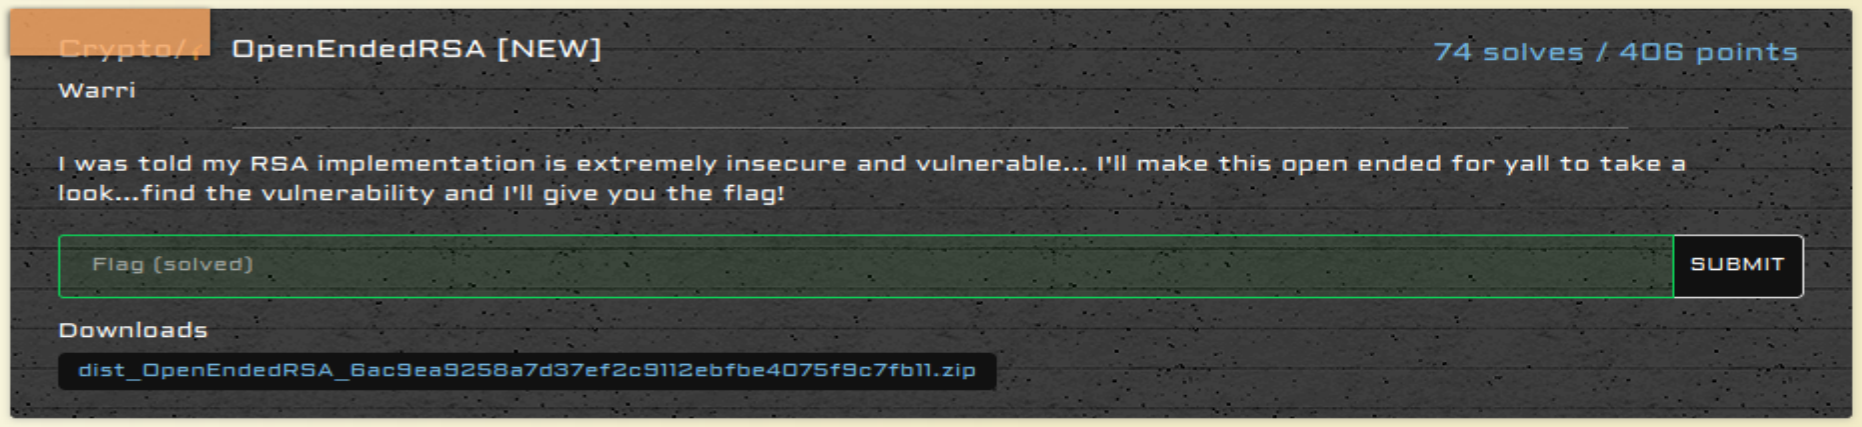 Crypto/ OpenEndedRSA [NEW]
74 solves / 406 points
Warri
I was told my RSA implementation is extremely insecure and vulnerable... I'll make this open ended for yall to take a
look...find the vulnerability and I'll give you the flag!
Flag (solved)
SUBMIT
Downloads
dist_OpenEndedRSA_6ac9ea9258a7d37ef2c9112ebfbe4075f9c7fb11.zip